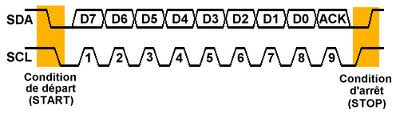 SDA D7 D6 D5 D4 D3 D2 D1 D0 ACK
SCL 1 2 3 4 5 6 7 8 9
Condition
de départ
(START)
Condition
d'arrêt
(STOP)